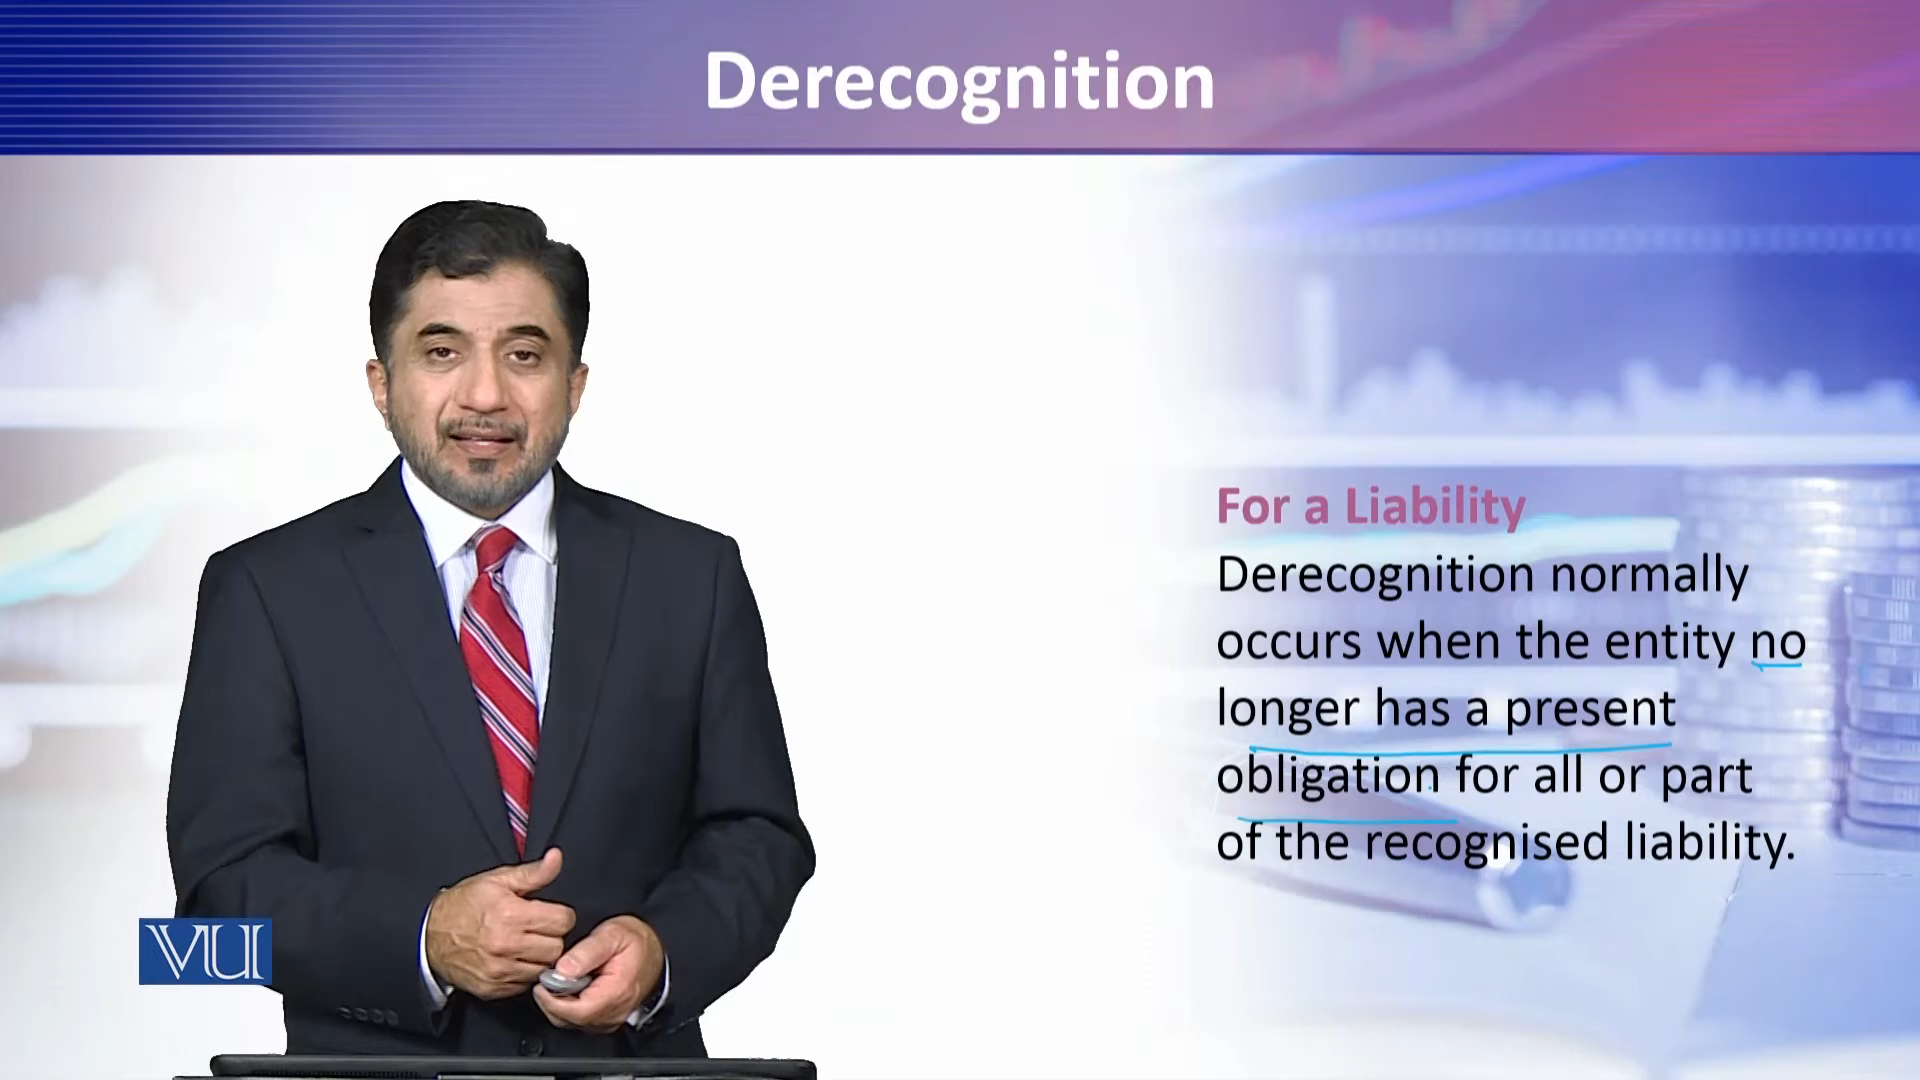 Derecognition
For a Liability
Derecognition normally
occurs when the entity no
longer has a present
obligation for all or part
of the recognised liability.
VU